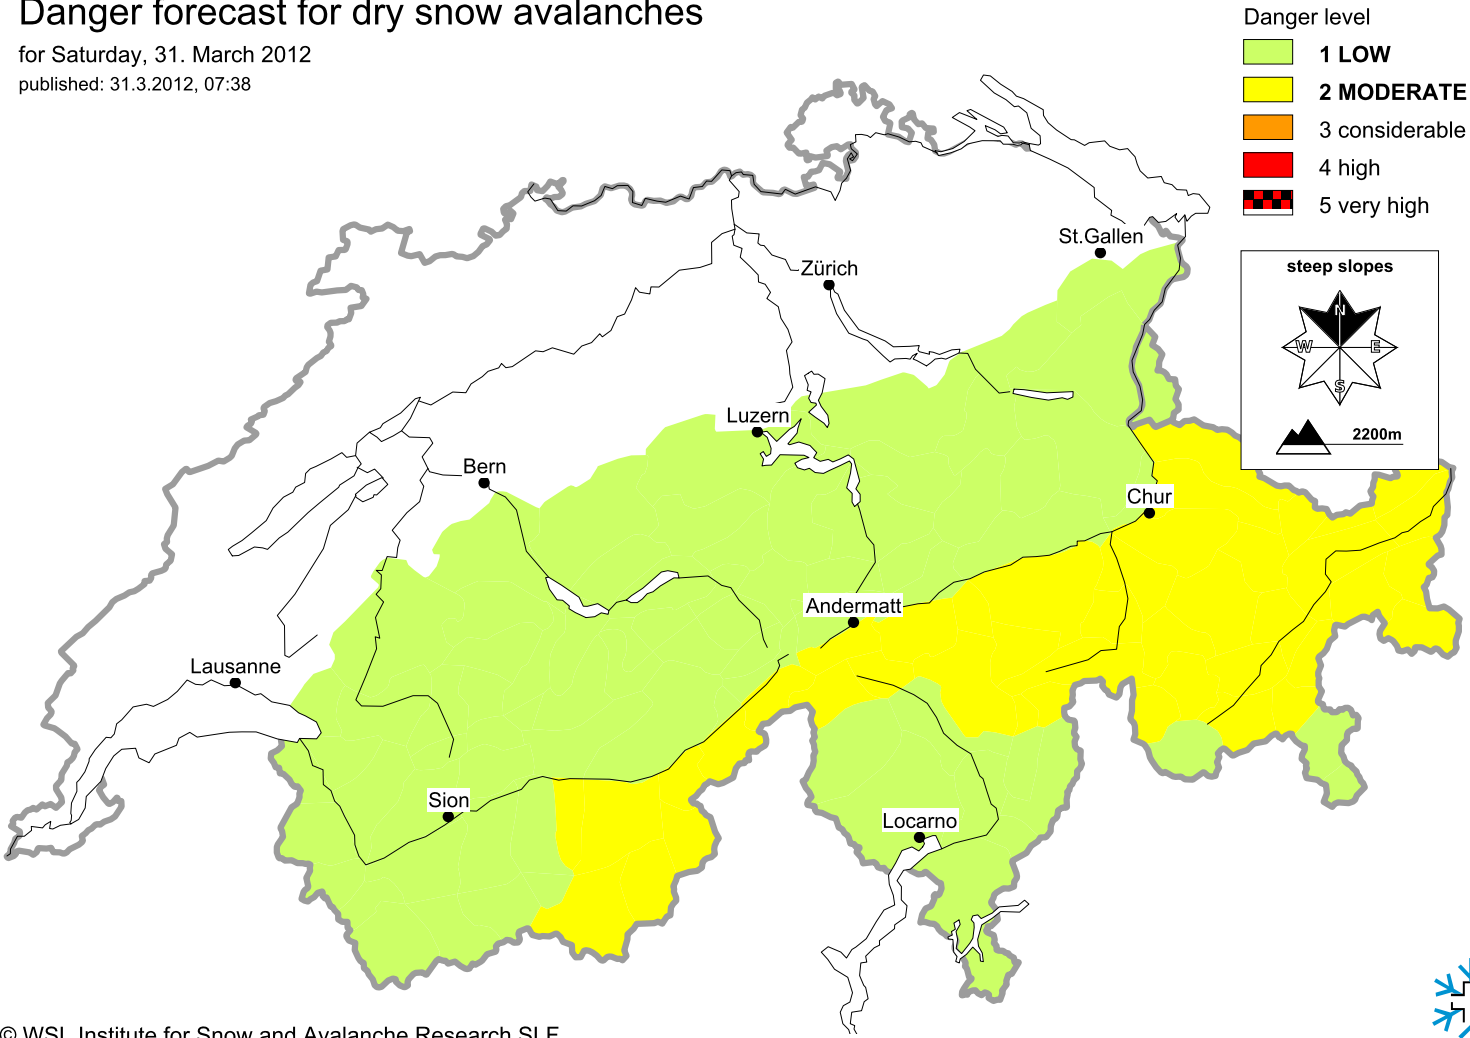 Danger forecast for dry snow avalanches
for Saturday, 31. March 2012
published: 31.3.2012, 07:38
Danger level
1 LOW
2 MODERATE
3 considerable
4 high
5 very high
steep slopes
N
W E
S
2200m
St.Gallen
Zürich
Luzern
Bern
Chur
Andermatt
Lausanne
Sion
Locarno
© WSL Institute for Snow and Avalanche Research SLF